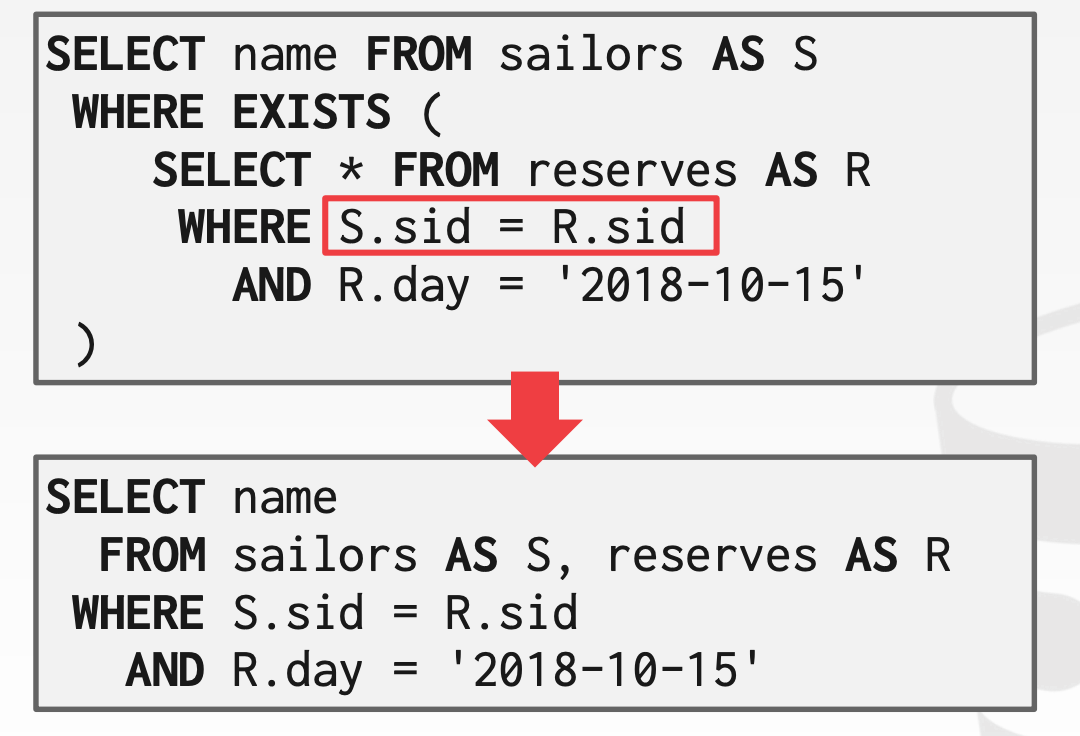 SELECT name FROM sailors AS S
WHERE EXISTS (
SELECT * FROM reserves AS R
WHERE S.sid = R.sid
AND R.day = '2018-10-15'
)
SELECT name
FROM sailors AS S, reserves AS R
WHERE S.sid = R.sid
AND R.day = '2018-10-15'